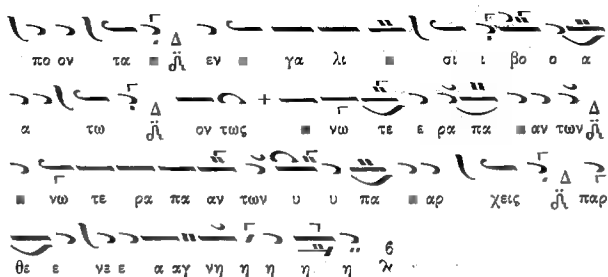 πο ον τα Δ εν γα λι σι ι βο ο α
α τω Δ ον τως νω τε ε ρα πα αν των Δ
νω τε ρα πα αν των υ υ πα αρ χεις Δ παρ
θε ε νε ε α αγ νη η η η η